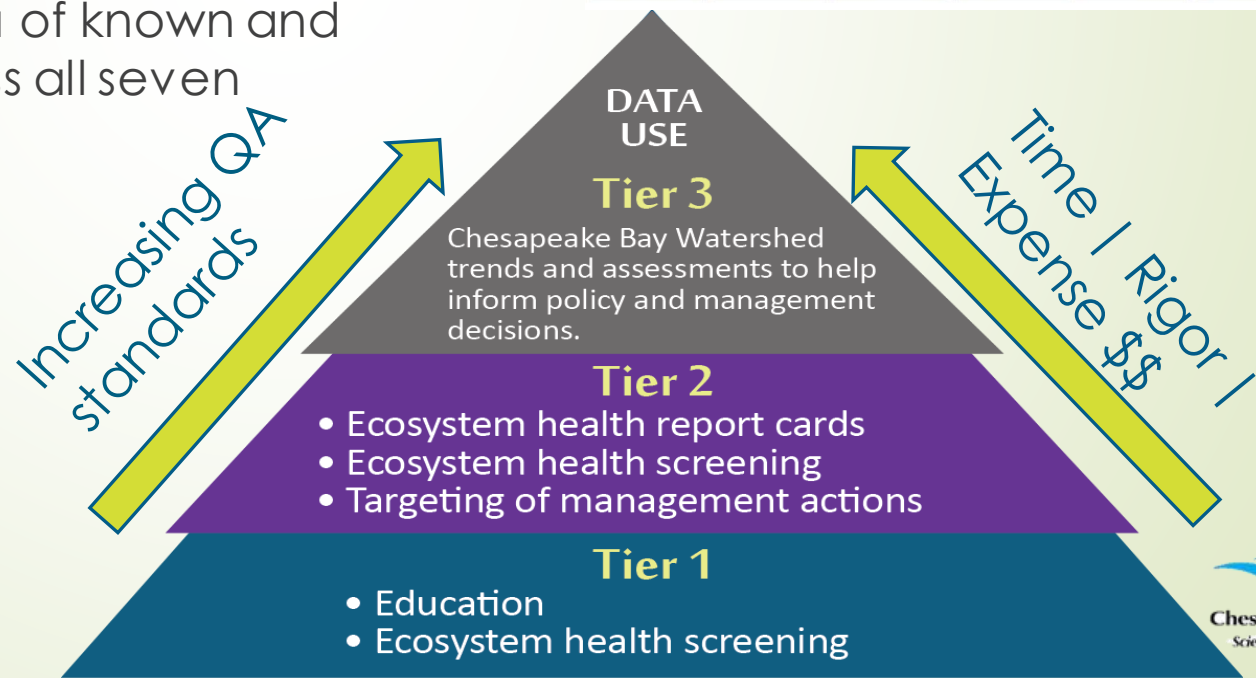 of known and
s all seven
Increasing QA
standards
DATA
USE
Tier 3
Chesapeake Bay Watershed
trends and assessments to help
inform policy and management
decisions.
Time | Rigor |
Expense $$
Tier 2
• Ecosystem health report cards
• Ecosystem health screening
• Targeting of management actions
Tier 1
• Education
• Ecosystem health screening
Ches
Scie